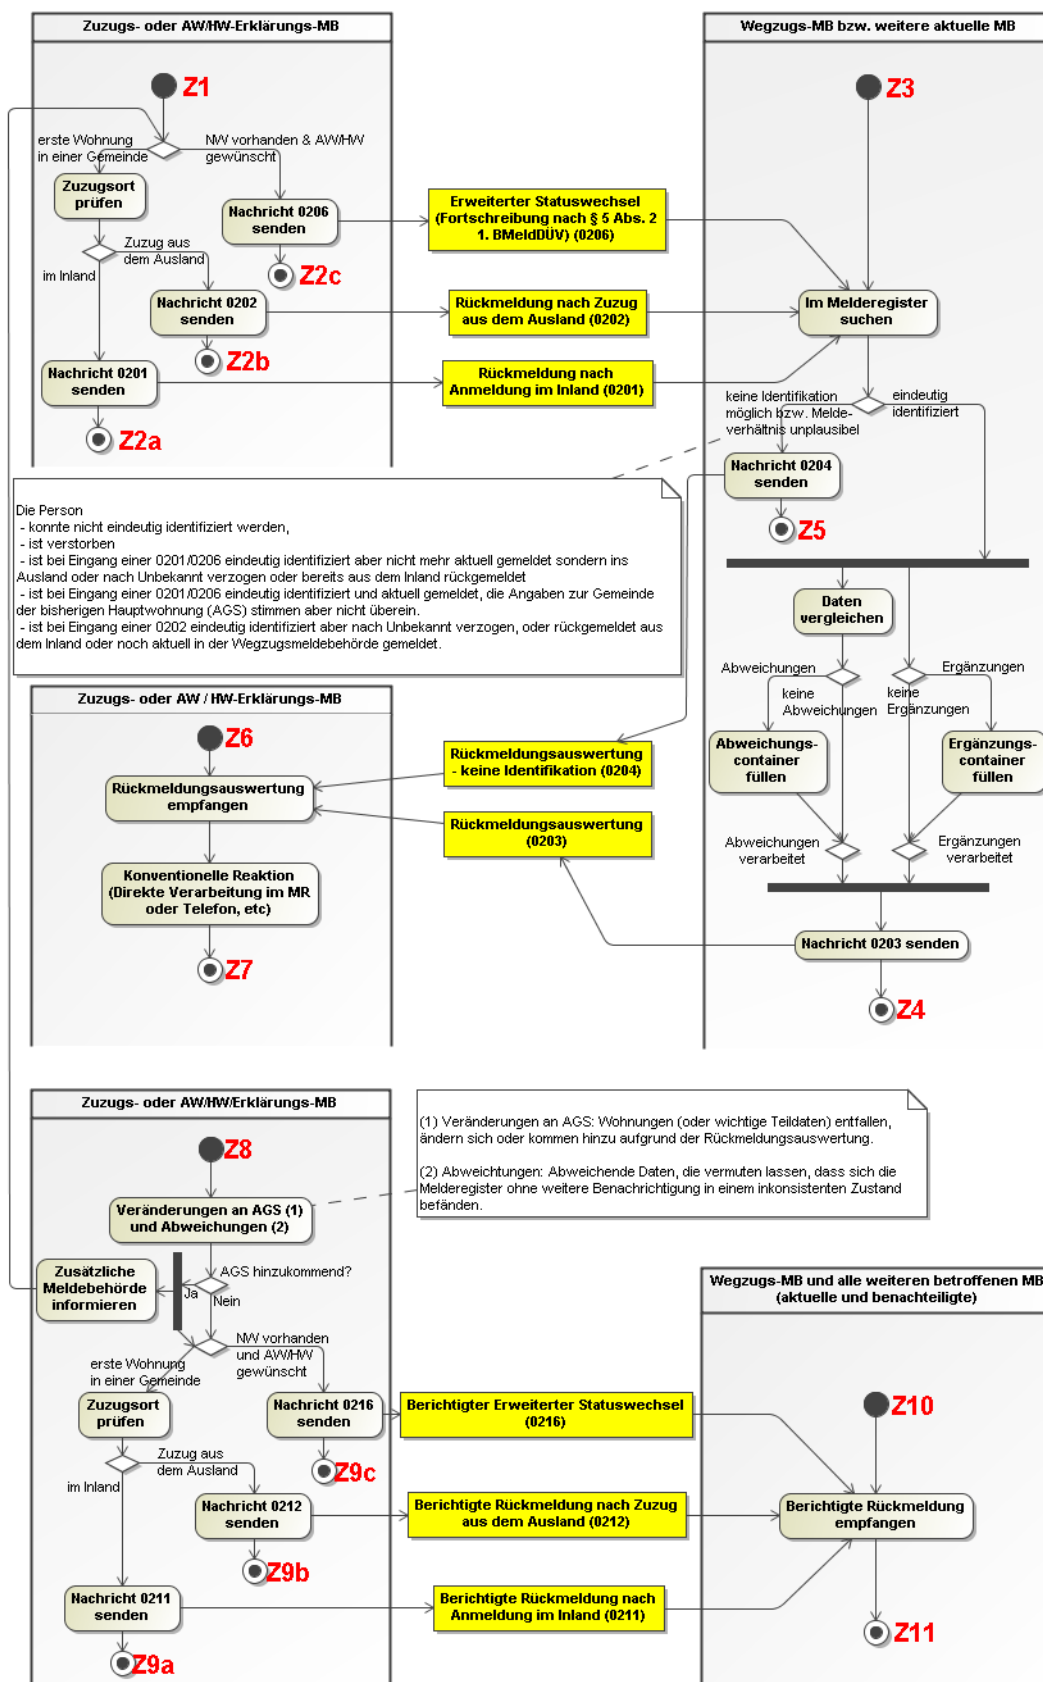 Zuzugs- oder AW/HW-Erklärungs-MB
Z1
erste Wohnung
in einer Gemeinde
NW vorhanden & AW/HW
gewünscht
Zuzugsort
prüfen
Nachricht 0206
senden
Zuzug aus
dem Ausland
im Inland
Z2c
Nachricht 0202
senden
Z2b
Nachricht 0201
senden
Z2a
Erweiterter Statuswechsel
(Fortschreibung nach § 5 Abs. 2
1. BMeldDÜV) (0206)
Rückmeldung nach Zuzug
aus dem Ausland (0202)
Rückmeldung nach
Anmeldung im Inland (0201)
Wegzugs-MB bzw. weitere aktuelle MB
Z3
Im Melderegister
suchen
keine Identifikation
möglich bzw. Melde-
verhältnis unplausibel
eindeutig
identifiziert
Nachricht 0204
senden
Z5
Die Person
- konnte nicht eindeutig identifiziert werden,
- ist verstorben
- ist bei Eingang einer 0201/0206 eindeutig identifiziert aber nicht mehr aktuell gemeldet sondern ins
Ausland oder nach Unbekannt verzogen oder bereits aus dem Inland rückgemeldet
- ist bei Eingang einer 0201/0206 eindeutig identifiziert und aktuell gemeldet, die Angaben zur Gemeinde
der bisherigen Hauptwohnung (AGS) stimmen aber nicht überein.
- ist bei Eingang einer 0202 eindeutig identifiziert aber nach Unbekannt verzogen, oder rückgemeldet aus
dem Inland oder noch aktuell in der Wegzugsmeldebehörde gemeldet.
Daten
vergleichen
Abweichungen
keine
Abweichungen
Ergänzungen
keine
Ergänzungen
Abweichungs-
container
füllen
Ergänzungs-
container
füllen
Abweichungen
verarbeitet
Ergänzungen
verarbeitet
Nachricht 0203 senden
Z4
Zuzugs- oder AW / HW-Erklärungs-MB
Z6
Rückmeldungsauswertung
empfangen
Konventionelle Reaktion
(Direkte Verarbeitung im MR
oder Telefon, etc)
Z7
Rückmeldungsauswertung
- keine Identifikation (0204)
Rückmeldungsauswertung
(0203)
Zuzugs- oder AW/HW/Erklärungs-MB
Z8
Veränderungen an AGS (1)
und Abweichungen (2)
(1) Veränderungen an AGS: Wohnungen (oder wichtige Teildaten) entfallen,
ändern sich oder kommen hinzu aufgrund der Rückmeldungsauswertung.
(2) Abweichtungen: Abweichende Daten, die vermuten lassen, dass sich die
Melderegister ohne weitere Benachrichtigung in einem inkonsistenten Zustand
befänden.
Zusätzliche
Meldebehörde
informieren
AGS hinzukommend?
Ja
Nein
NW vorhanden
und AW/HW
gewünscht
erste Wohnung
in einer Gemeinde
Zuzugsort
prüfen
Nachricht 0216
senden
Zuzug aus
dem Ausland
im Inland
Z9c
Nachricht 0212
senden
Z9b
Nachricht 0211
senden
Z9a
Berichtigter Erweiterter Statuswechsel
(0216)
Berichtigte Rückmeldung nach Zuzug
aus dem Ausland (0212)
Berichtigte Rückmeldung nach
Anmeldung im Inland (0211)
Wegzugs-MB und alle weiteren betroffenen MB
(aktuelle und benachteiligte)
Z10
Berichtigte Rückmeldung
empfangen
Z11